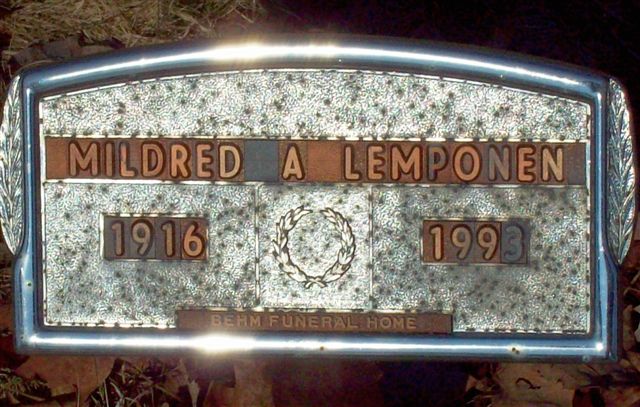 MILDRED A LEMPONEN
1916 1993
BEHM FUNERAL HOME